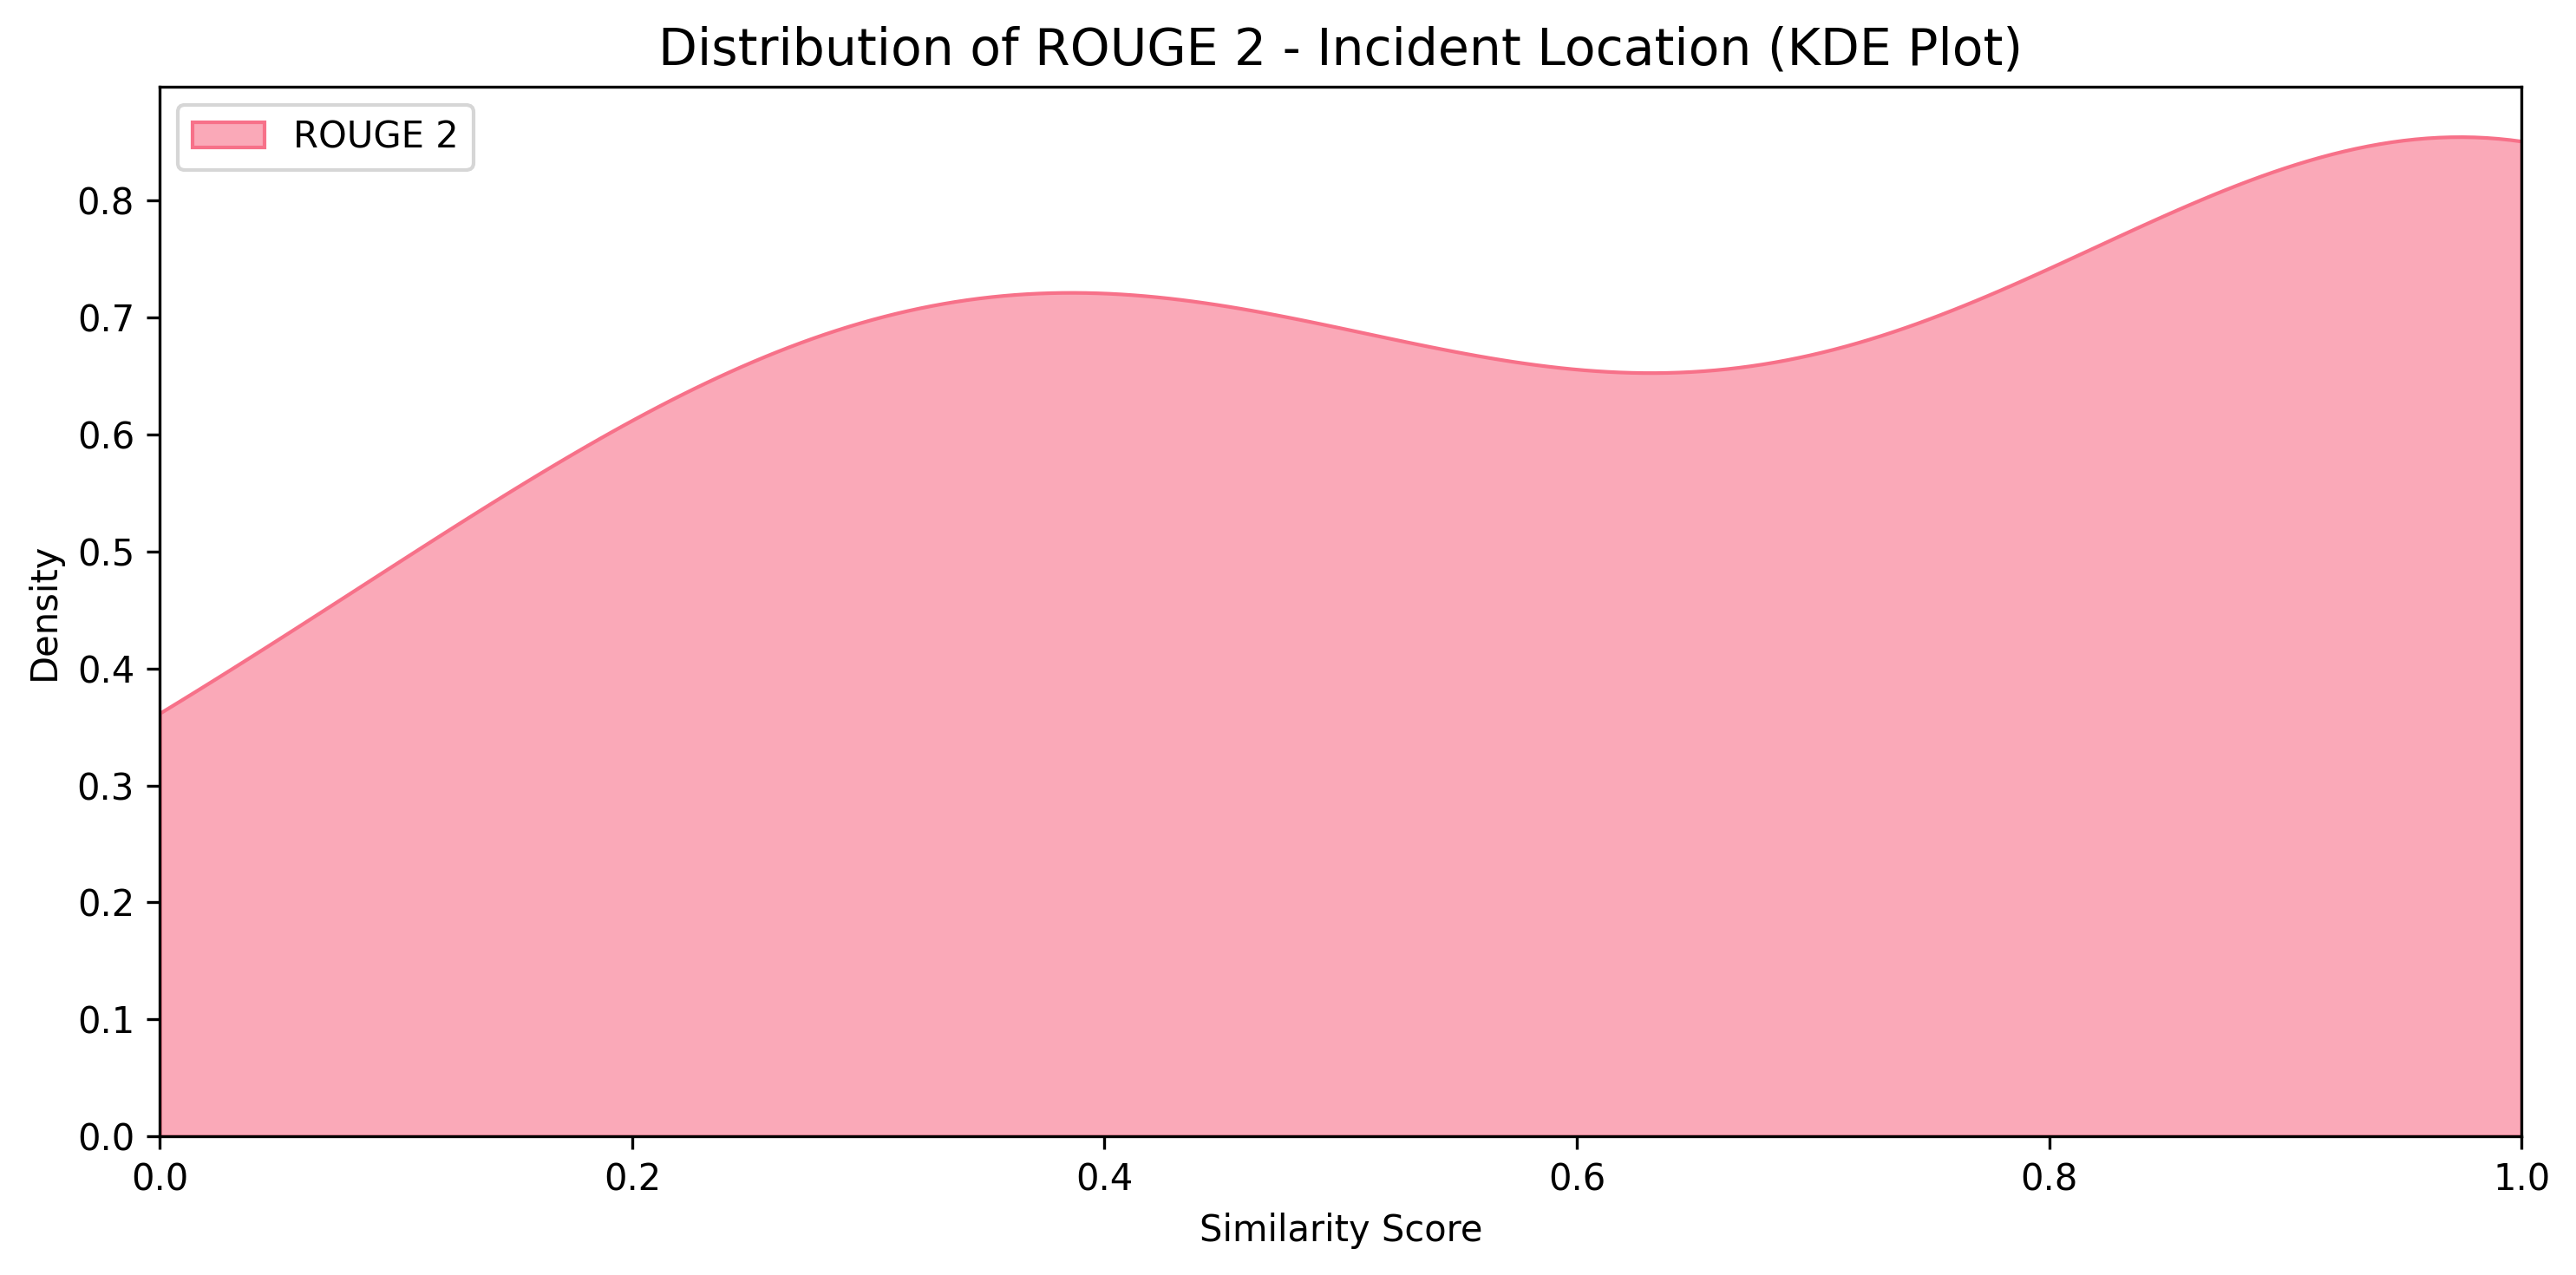 Distribution of ROUGE 2 - Incident Location (KDE Plot)
ROUGE 2
0.8
0.7
0.6
0.5
0.4
0.3
0.2
0.1
0.0
Density
0.0 0.2 0.4 0.6 0.8 1.0
Similarity Score